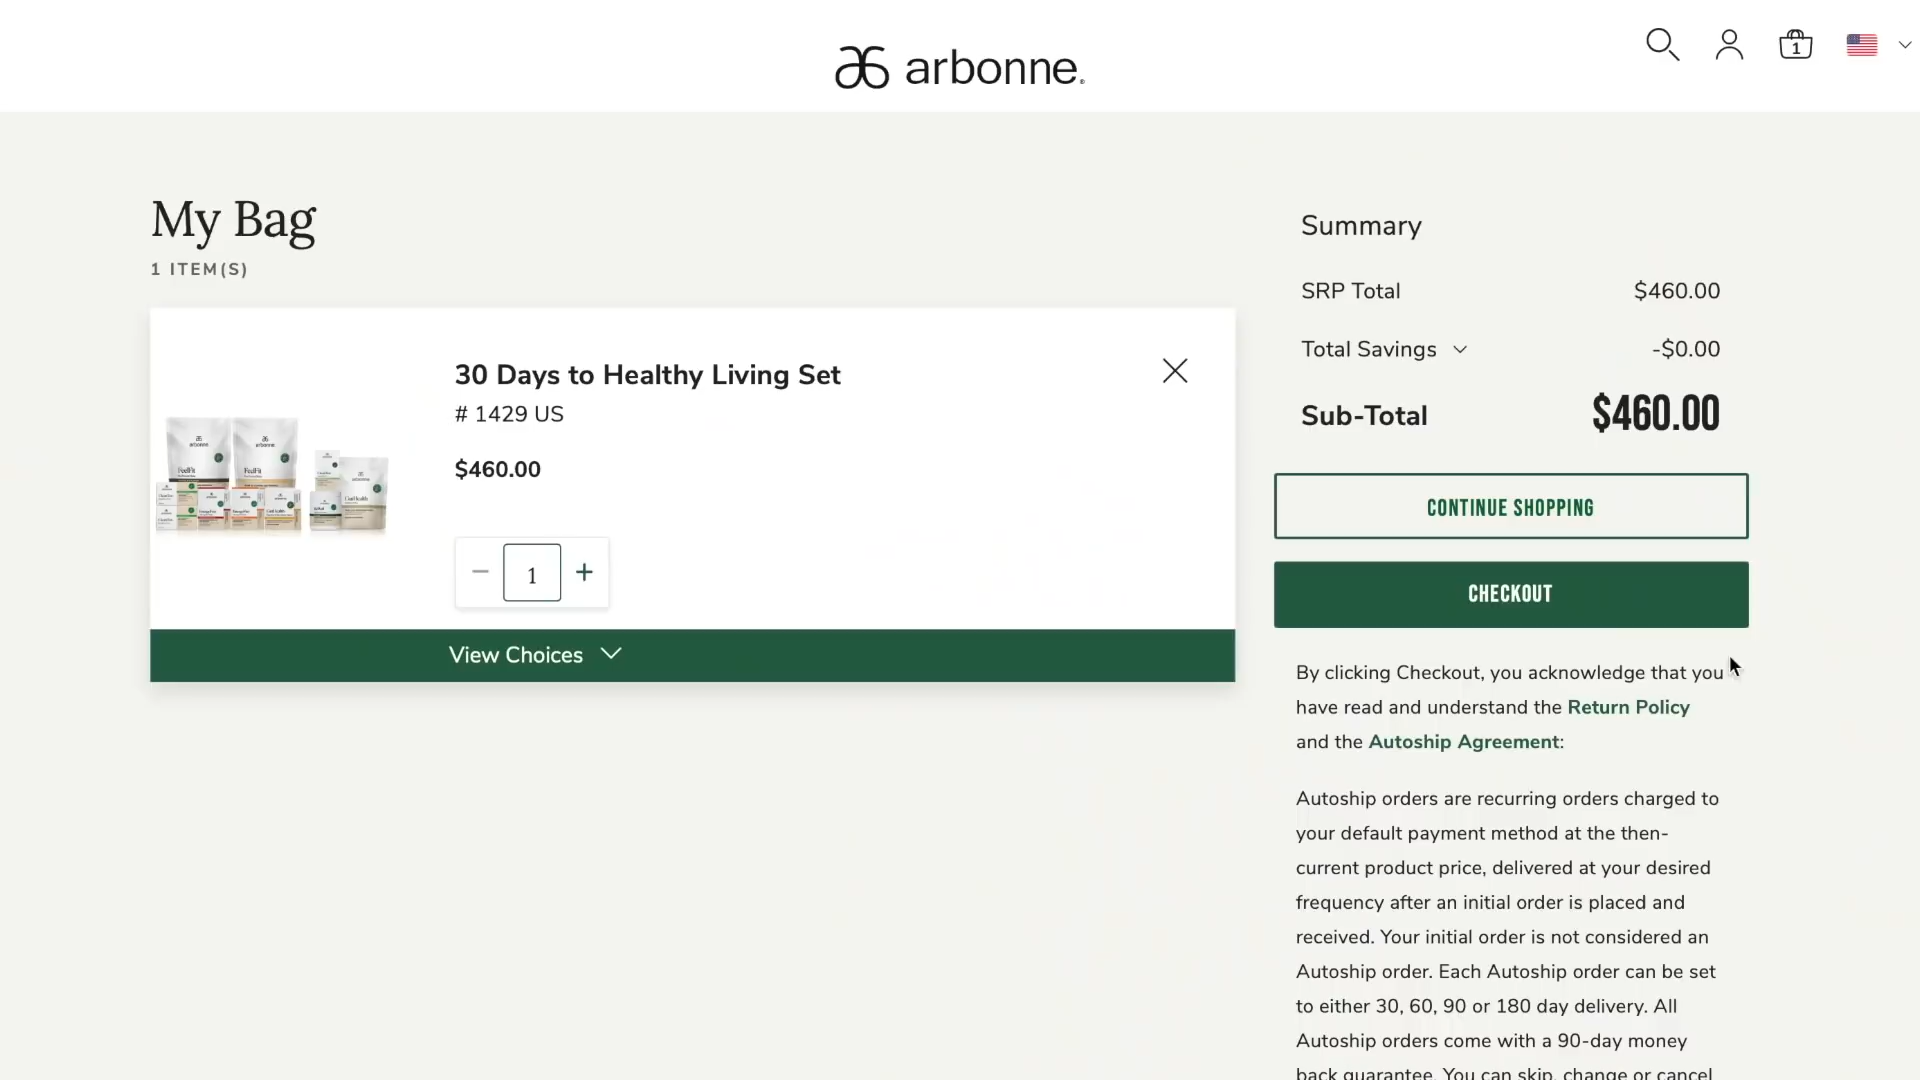 arbonne
1
My Bag
1 ITEM(S)
30 Days to Healthy Living Set
# 1429 US
$460.00
1
View Choices
Summary
SRP Total $460.00
Total Savings -$0.00
Sub-Total $460.00
CONTINUE SHOPPING
CHECKOUT
By clicking Checkout, you acknowledge that you
have read and understand the Return Policy
and the Autoship Agreement:
Autoship orders are recurring orders charged to
your default payment method at the then-
current product price, delivered at your desired
frequency after an initial order is placed and
received. Your initial order is not considered an
Autoship order. Each Autoship order can be set
to either 30, 60, 90 or 180 day delivery. All
Autoship orders come with a 90-day money
back guarantee. You can skip, change or cancel